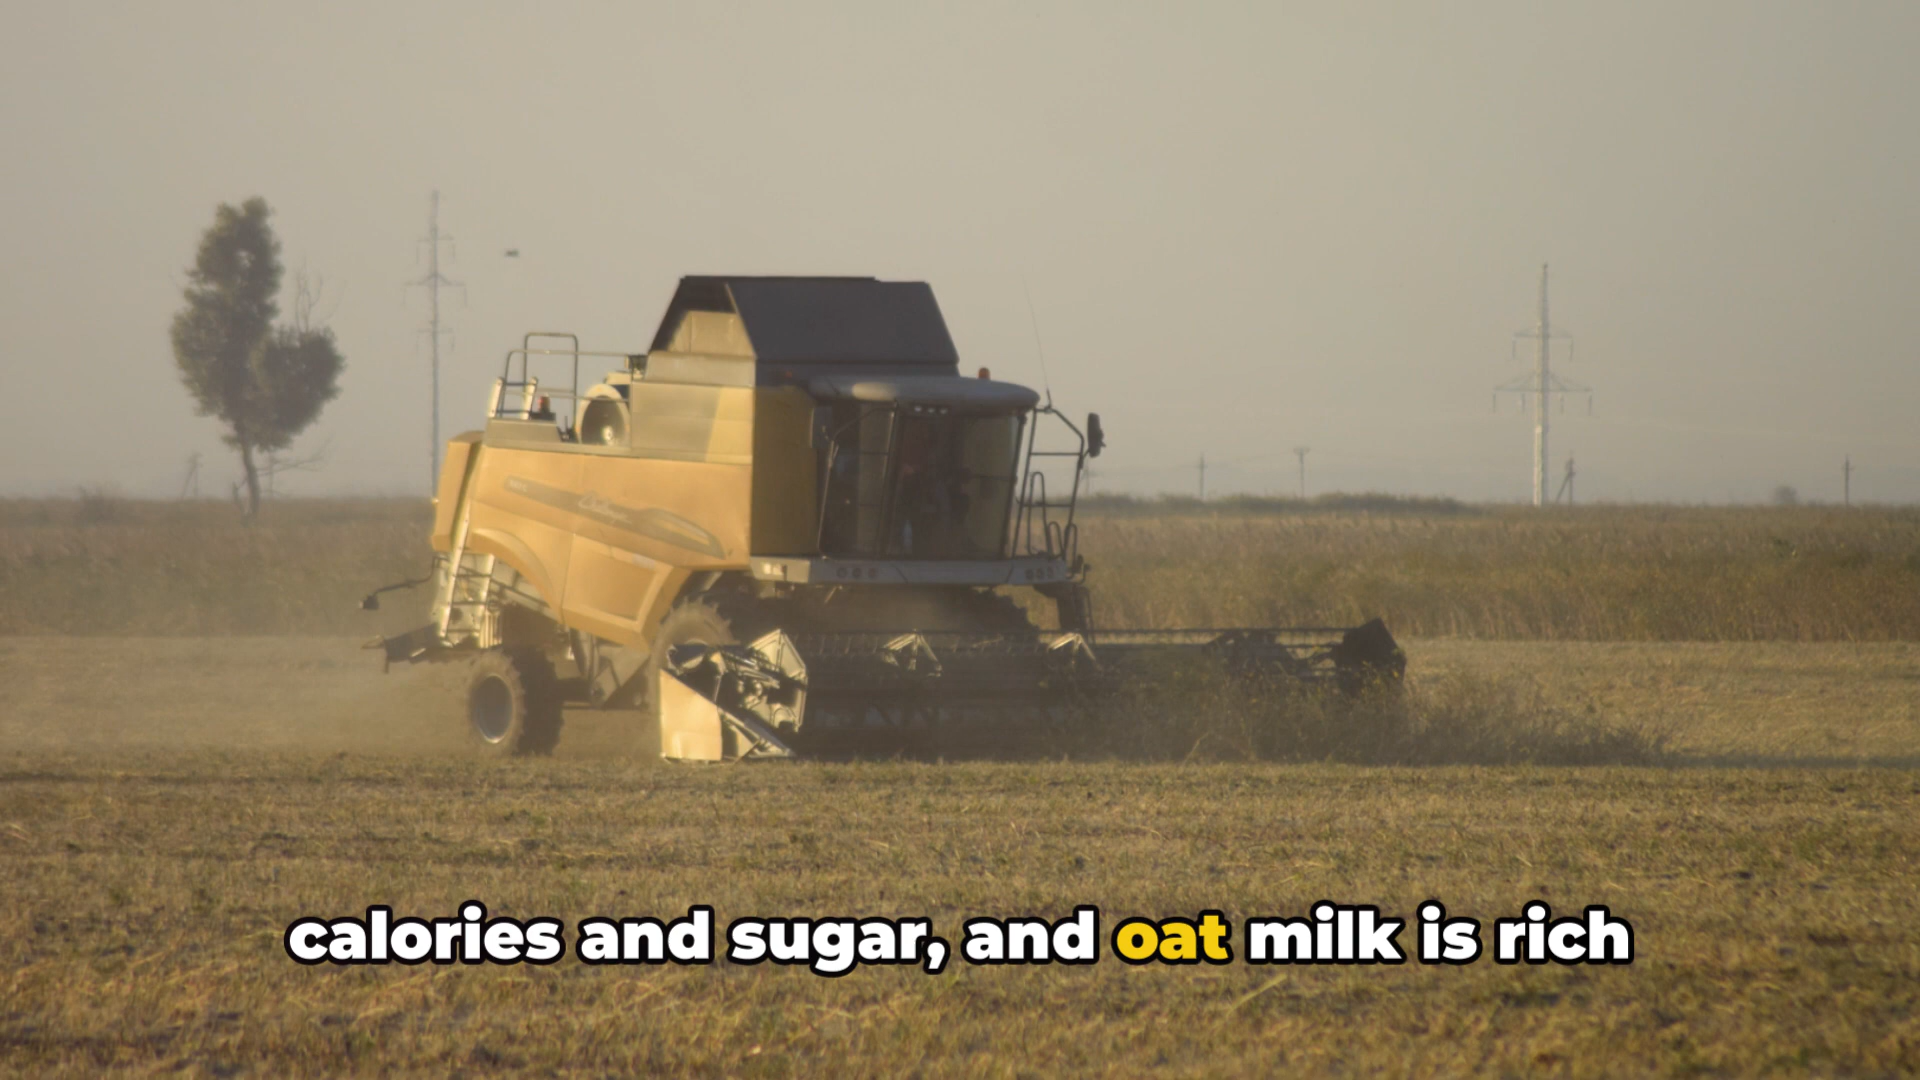 calories and sugar, and oat milk is rich